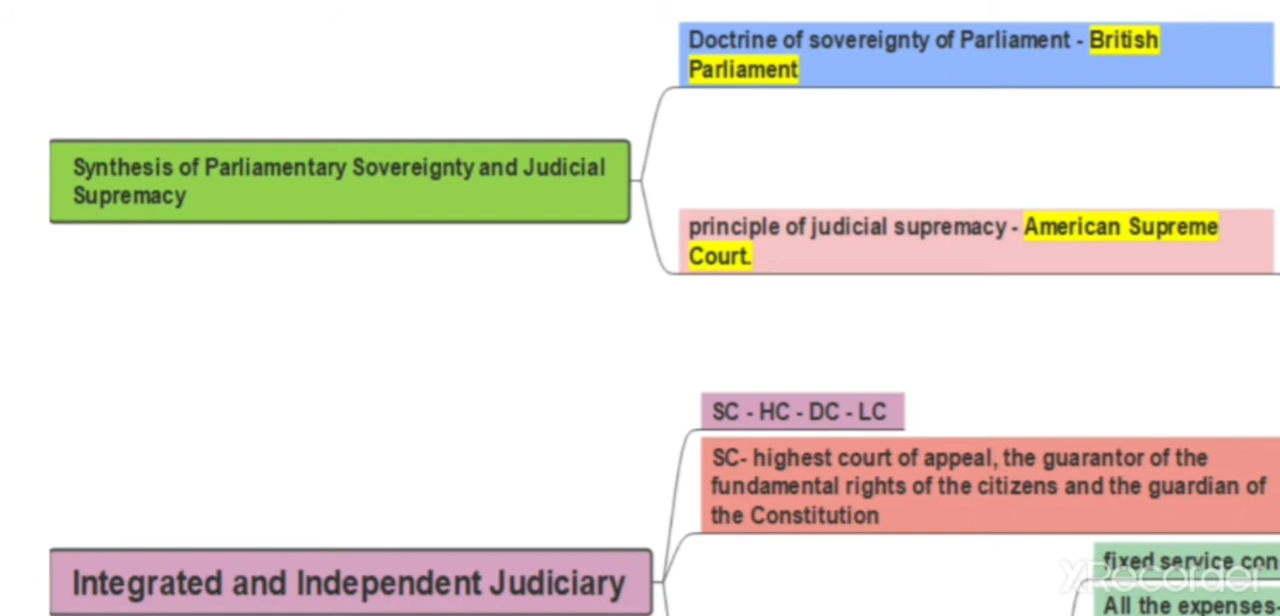 Doctrine of sovereignty of Parliament - British
Parliament
Synthesis of Parliamentary Sovereignty and Judicial
Supremacy
principle of judicial supremacy - American Supreme
Court.
SC - HC - DC - LC
SC- highest court of appeal, the guarantor of the
fundamental rights of the citizens and the guardian of
the Constitution
Integrated and Independent Judiciary
fixed service con
XRecorder
All the expenses-